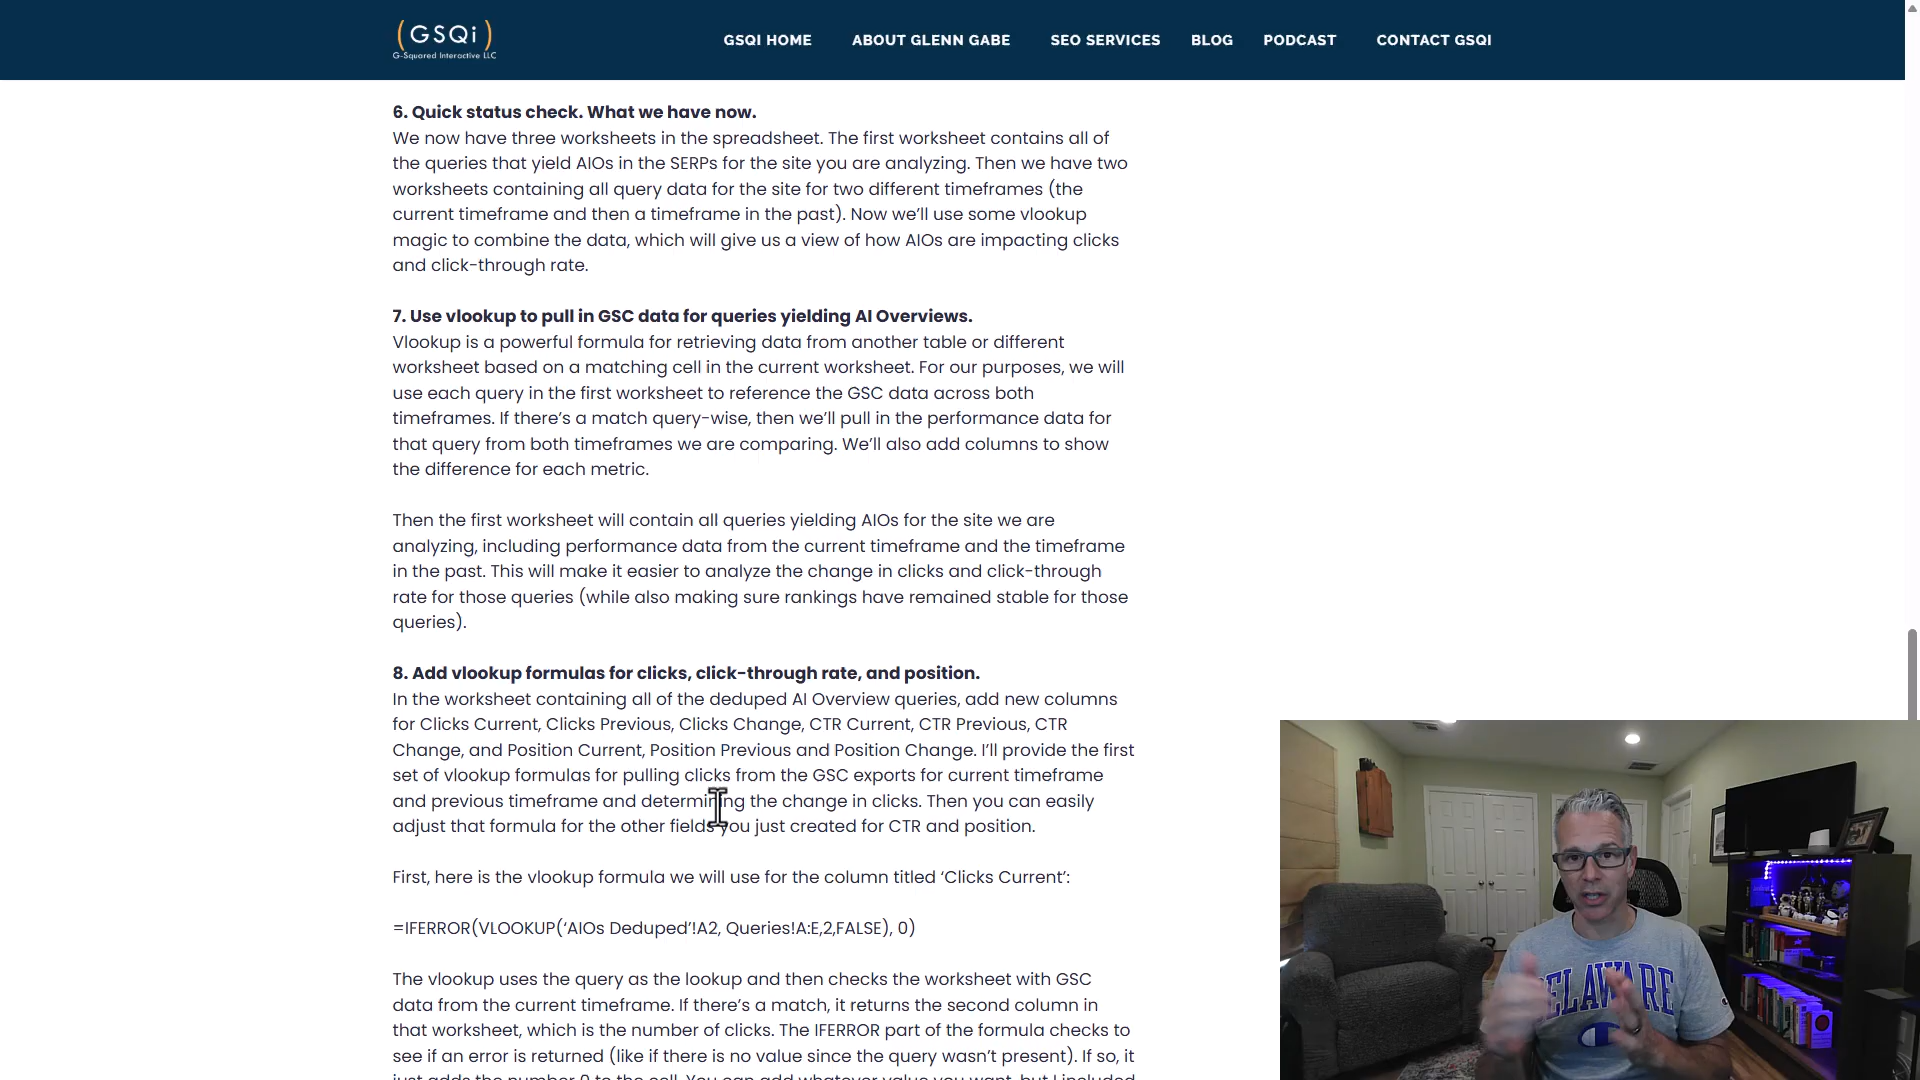 (GSQi)
G-Squared Interactive LLC
GSQI HOME
ABOUT GLENN GABE
SEO SERVICES
BLOG
PODCAST
CONTACT GSQI
6. Quick status check. What we have now.
We now have three worksheets in the spreadsheet. The first worksheet contains all of
the queries that yield AIOs in the SERPs for the site you are analyzing. Then we have two
worksheets containing all query data for the site for two different timeframes (the
current timeframe and then a timeframe in the past). Now we’ll use some vlookup
magic to combine the data, which will give us a view of how AIOs are impacting clicks
and click-through rate.
7. Use vlookup to pull in GSC data for queries yielding AI Overviews.
Vlookup is a powerful formula for retrieving data from another table or different
worksheet based on a matching cell in the current worksheet. For our purposes, we will
use each query in the first worksheet to reference the GSC data across both
timeframes. If there’s a match query-wise, then we’ll pull in the performance data for
that query from both timeframes we are comparing. We’ll also add columns to show
the difference for each metric.
Then the first worksheet will contain all queries yielding AIOs for the site we are
analyzing, including performance data from the current timeframe and the timeframe
in the past. This will make it easier to analyze the change in clicks and click-through
rate for those queries (while also making sure rankings have remained stable for those
queries).
8. Add vlookup formulas for clicks, click-through rate, and position.
In the worksheet containing all of the deduped AI Overview queries, add new columns
for Clicks Current, Clicks Previous, Clicks Change, CTR Current, CTR Previous, CTR
Change, and Position Current, Position Previous and Position Change. I’ll provide the first
set of vlookup formulas for pulling clicks from the GSC exports for current timeframe
and previous timeframe and determining the change in clicks. Then you can easily
adjust that formula for the other fields you just created for CTR and position.
First, here is the vlookup formula we will use for the column titled ‘Clicks Current’:
=IFERROR(VLOOKUP(‘AIOs Deduped’!A2, Queries!A:E,2,FALSE), 0)
The vlookup uses the query as the lookup and then checks the worksheet with GSC
data from the current timeframe. If there’s a match, it returns the second column in
that worksheet, which is the number of clicks. The IFERROR part of the formula checks to
see if an error is returned (like if there is no value since the query wasn’t present). If so, it
just adds the number 0 to the cell. You can add whatever value you want, but I included
DELAWARE